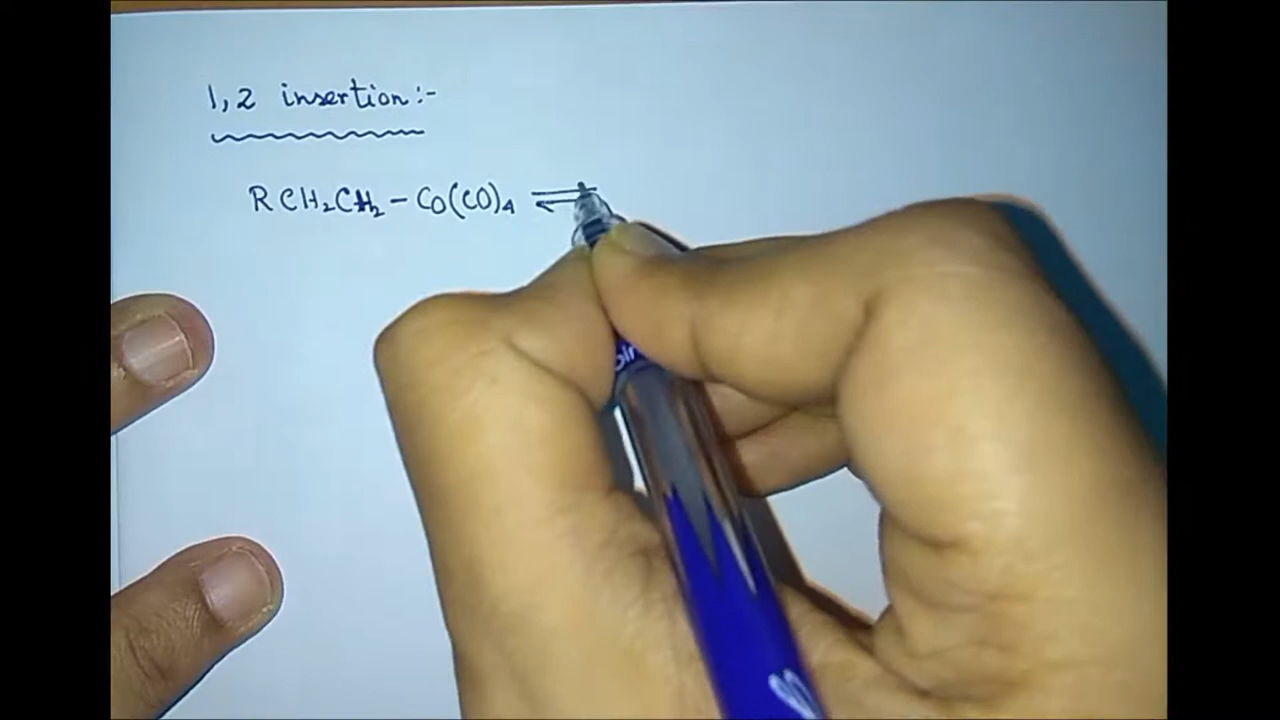 1,2 insertion:-
RCH₂CH₂-CO(CO)₄ ⇌